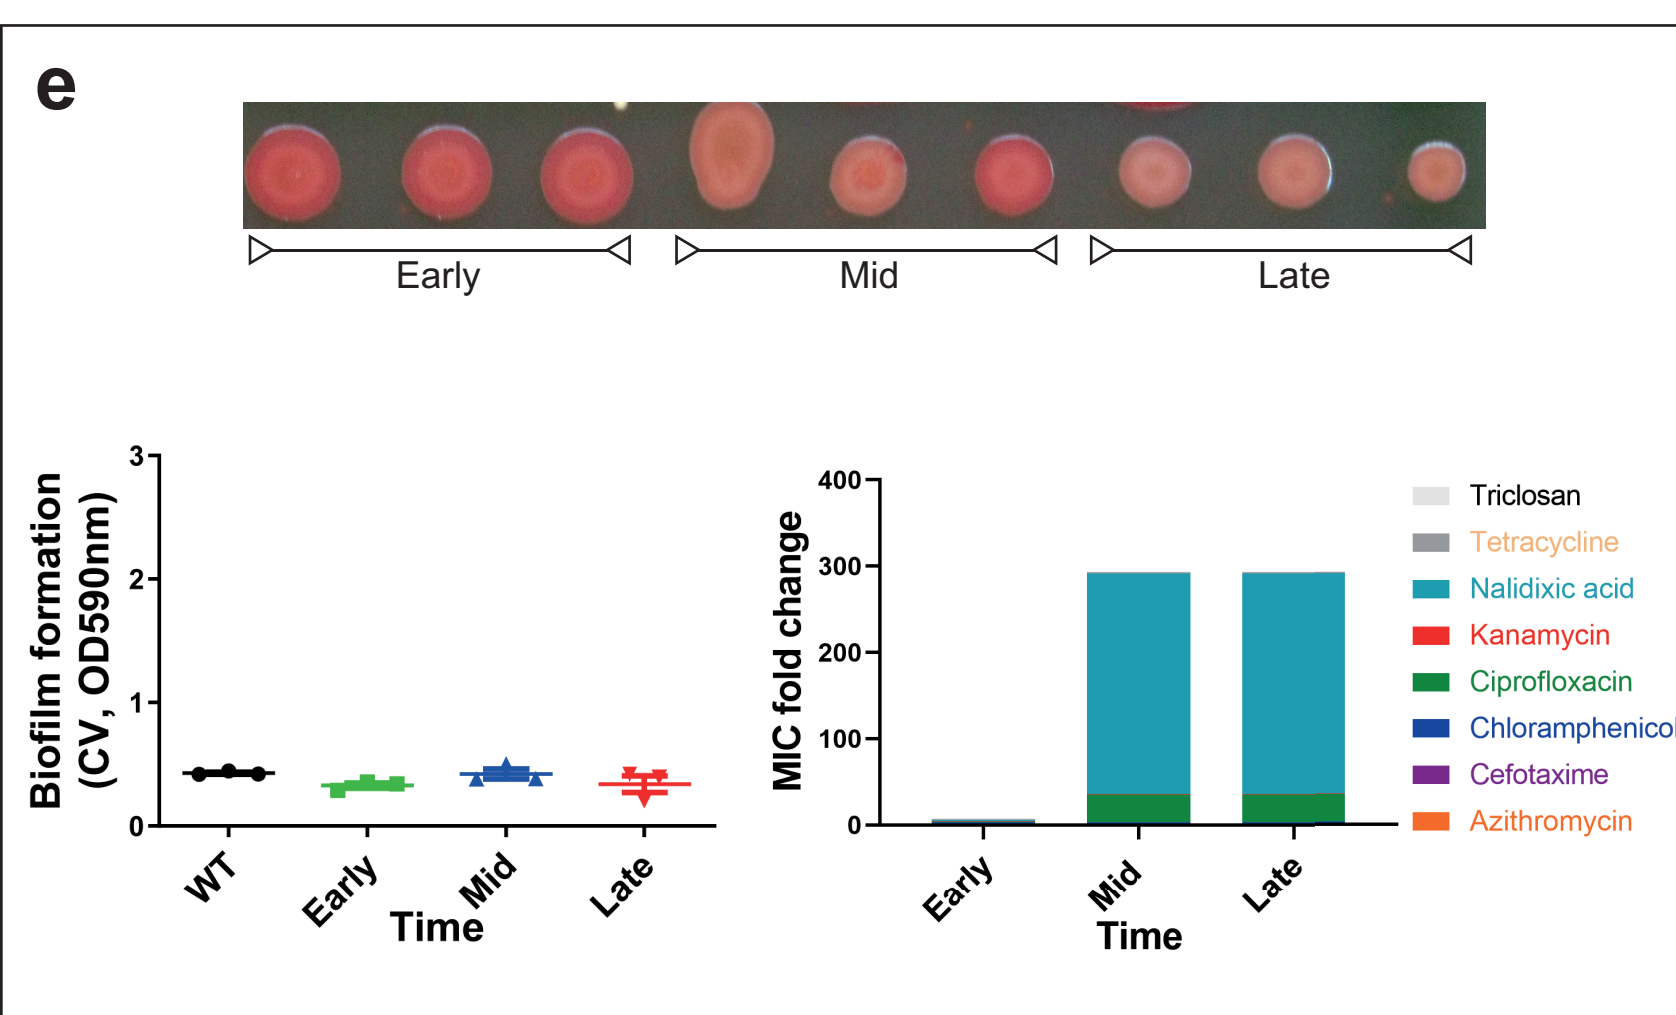 e
Early Mid Late
Biofilm formation
(CV, OD590nm)
3
2
1
0
WT Early Mid Late
Time
MIC fold change
400
300
200
100
0
Early Mid Late
Time
Triclosan
Tetracycline
Nalidixic acid
Kanamycin
Ciprofloxacin
Chloramphenicol
Cefotaxime
Azithromycin